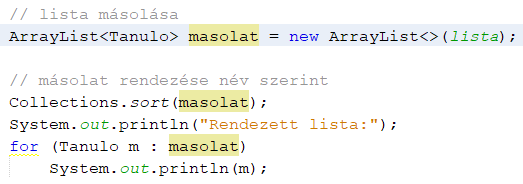 // lista másolása
ArrayList<Tanulo> masolat = new ArrayList<>(lista);
// másolat rendezése név szerint
Collections.sort(masolat);
System.out.println("Rendezett lista:");
for (Tanulo m : masolat)
    System.out.println(m);